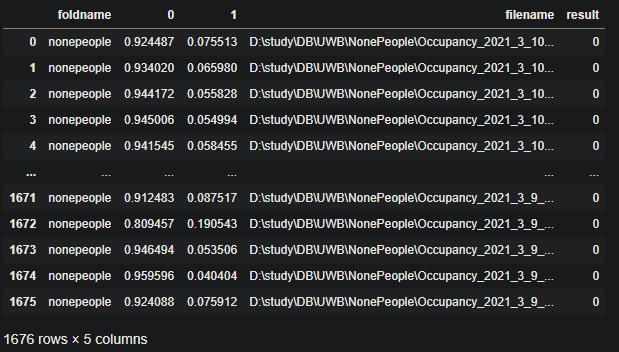 foldname 0 1 filename result
0 nonepeople 0.924487 0.075513 D:\study\DB\UWB\NonePeople\Occupancy_2021_3_10... 0
1 nonepeople 0.934020 0.065980 D:\study\DB\UWB\NonePeople\Occupancy_2021_3_10... 0
2 nonepeople 0.944172 0.055828 D:\study\DB\UWB\NonePeople\Occupancy_2021_3_10... 0
3 nonepeople 0.945006 0.054994 D:\study\DB\UWB\NonePeople\Occupancy_2021_3_10... 0
4 nonepeople 0.941545 0.058455 D:\study\DB\UWB\NonePeople\Occupancy_2021_3_10... 0
... ... ... ... ... ...
1671 nonepeople 0.912483 0.087517 D:\study\DB\UWB\NonePeople\Occupancy_2021_3_9_... 0
1672 nonepeople 0.809457 0.190543 D:\study\DB\UWB\NonePeople\Occupancy_2021_3_9_... 0
1673 nonepeople 0.946494 0.053506 D:\study\DB\UWB\NonePeople\Occupancy_2021_3_9_... 0
1674 nonepeople 0.959596 0.040404 D:\study\DB\UWB\NonePeople\Occupancy_2021_3_9_... 0
1675 nonepeople 0.924088 0.075912 D:\study\DB\UWB\NonePeople\Occupancy_2021_3_9_... 0
1676 rows × 5 columns